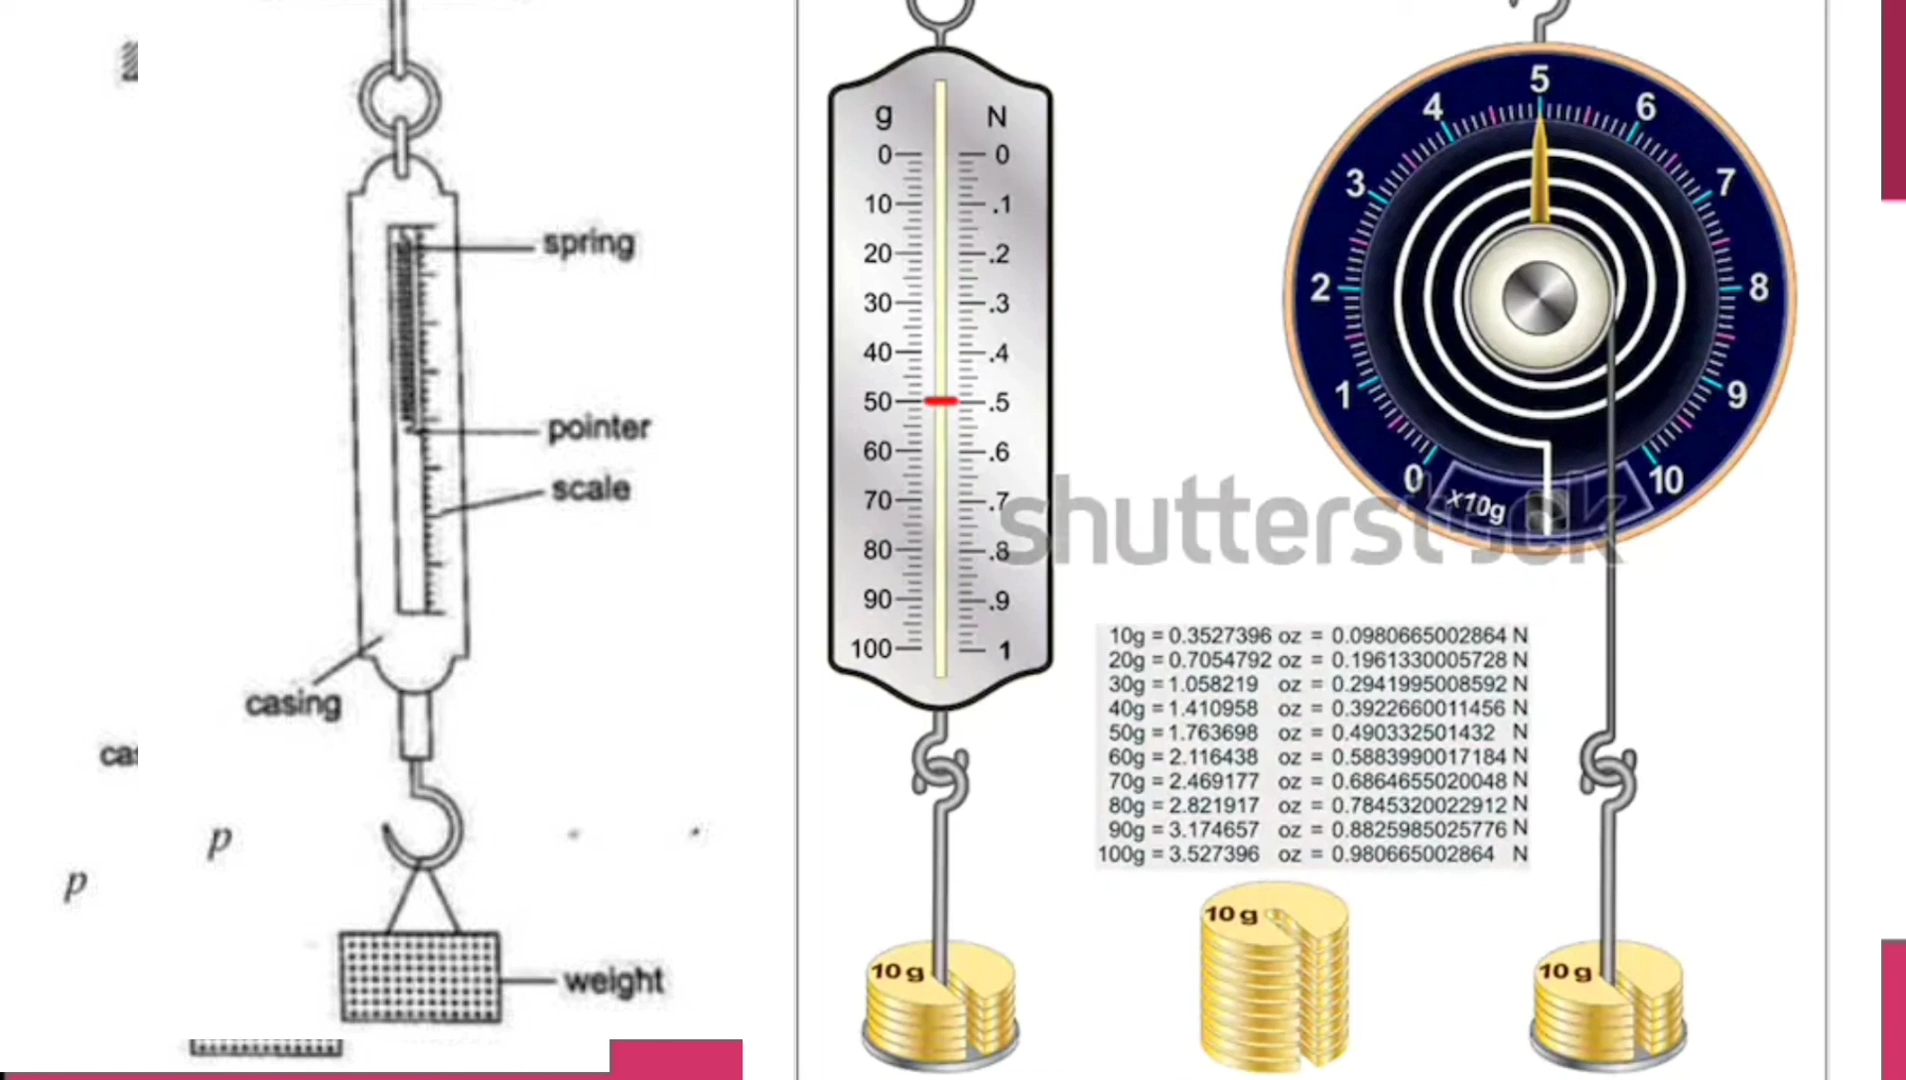 spring
pointer
scale
casing
cas
p
p
weight
g
N
0
0
10
.1
20
.2
30
.3
40
.4
50
.5
60
.6
70
.7
80
.8
90
.9
100
1
5
4
6
3
7
2
8
1
9
0
10
x10g
shutterstock
10g = 0.3527396 oz = 0.0980665002864 N
20g = 0.7054792 oz = 0.1961330005728 N
30g = 1.058219 oz = 0.2941995008592 N
40g = 1.410958 oz = 0.3922660011456 N
50g = 1.763698 oz = 0.490332501432 N
60g = 2.116438 oz = 0.5883990017184 N
70g = 2.469177 oz = 0.6864655020048 N
80g = 2.821917 oz = 0.7845320022912 N
90g = 3.174657 oz = 0.8825985025776 N
100g = 3.527396 oz = 0.980665002864 N
10 g
10 g
10 g